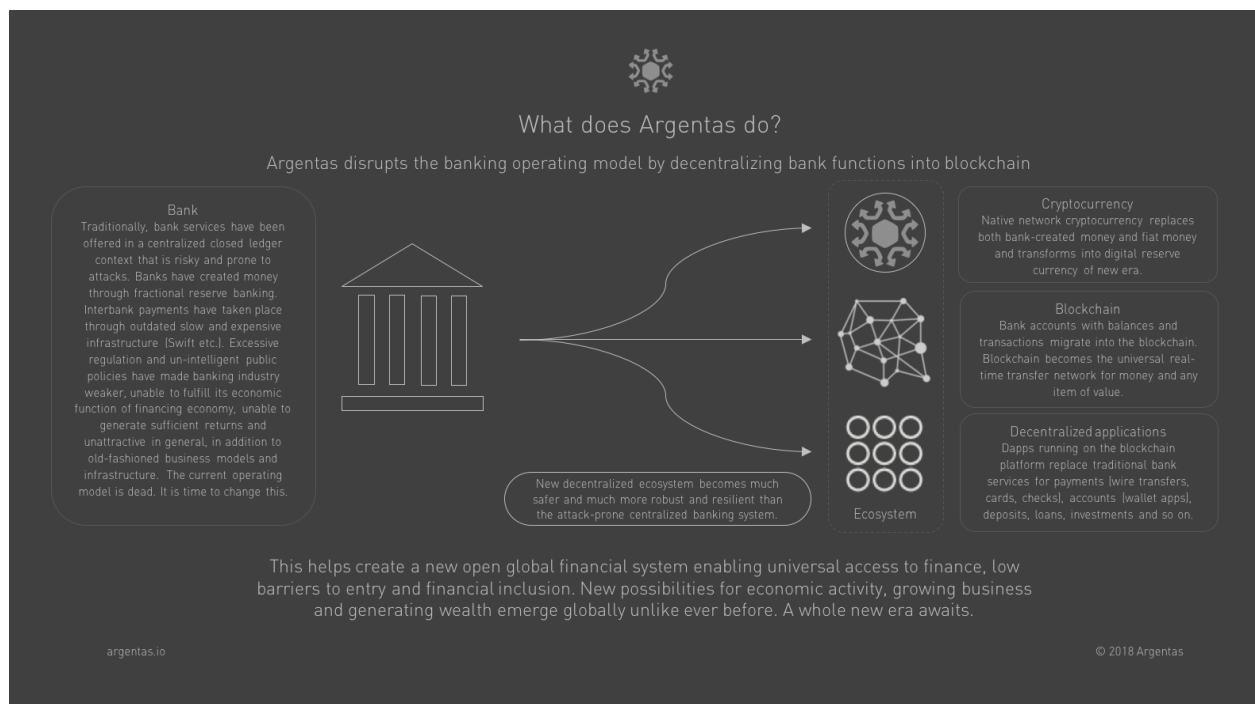 What does Argentas do?
Argentas disrupts the banking operating model by decentralizing bank functions into blockchain
Bank
Traditionally, bank services have been
offered in a centralized closed ledger
context that is risky and prone to
attacks. Banks have created money
through fractional reserve banking.
Interbank payments have taken place
through outdated slow and expensive
infrastructure (Swift etc.). Excessive
regulation and un-intelligent public
policies have made banking industry
weaker, unable to fulfill its economic
function of financing economy, unable to
generate sufficient returns and
unattractive in general, in addition to
old-fashioned business models and
infrastructure. The current operating
model is dead. It is time to change this.
New decentralized ecosystem becomes much
safer and much more robust and resilient than
the attack-prone centralized banking system.
Ecosystem
Cryptocurrency
Native network cryptocurrency replaces
both bank-created money and fiat money
and transforms into digital reserve
currency of new era.
Blockchain
Bank accounts with balances and
transactions migrate into the blockchain.
Blockchain becomes the universal real-
time transfer network for money and any
item of value.
Decentralized applications
Dapps running on the blockchain
platform replace traditional bank
services for payments (wire transfers,
cards, checks), accounts (wallet apps),
deposits, loans, investments and so on.
This helps create a new open global financial system enabling universal access to finance, low
barriers to entry and financial inclusion. New possibilities for economic activity, growing business
and generating wealth emerge globally unlike ever before. A whole new era awaits.
argentas.io
© 2018 Argentas